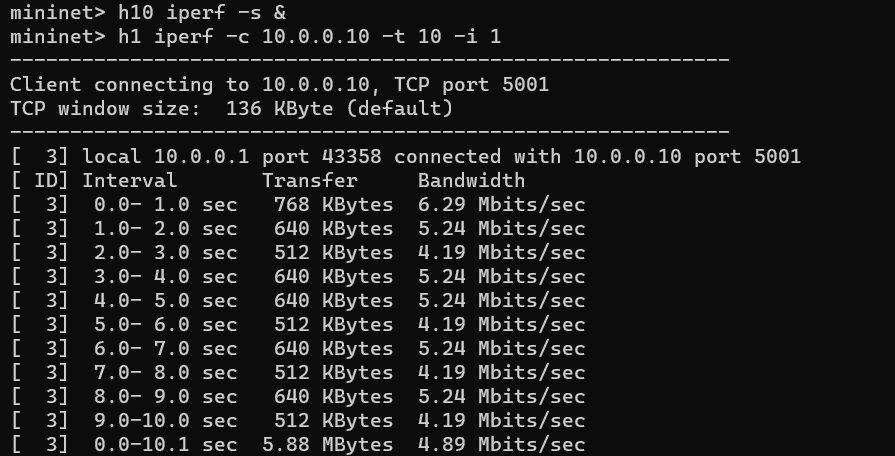 mininet> h10 iperf -s &
mininet> h1 iperf -c 10.0.0.10 -t 10 -i 1
------------------------------------------------------------
Client connecting to 10.0.0.10, TCP port 5001
TCP window size:  136 KByte (default)
------------------------------------------------------------
[  3] local 10.0.0.1 port 43358 connected with 10.0.0.10 port 5001
[ ID] Interval       Transfer     Bandwidth
[  3]  0.0- 1.0 sec   768 KBytes  6.29 Mbits/sec
[  3]  1.0- 2.0 sec   640 KBytes  5.24 Mbits/sec
[  3]  2.0- 3.0 sec   512 KBytes  4.19 Mbits/sec
[  3]  3.0- 4.0 sec   640 KBytes  5.24 Mbits/sec
[  3]  4.0- 5.0 sec   640 KBytes  5.24 Mbits/sec
[  3]  5.0- 6.0 sec   512 KBytes  4.19 Mbits/sec
[  3]  6.0- 7.0 sec   640 KBytes  5.24 Mbits/sec
[  3]  7.0- 8.0 sec   512 KBytes  4.19 Mbits/sec
[  3]  8.0- 9.0 sec   640 KBytes  5.24 Mbits/sec
[  3]  9.0-10.0 sec   512 KBytes  4.19 Mbits/sec
[  3]  0.0-10.1 sec  5.88 MBytes  4.89 Mbits/sec